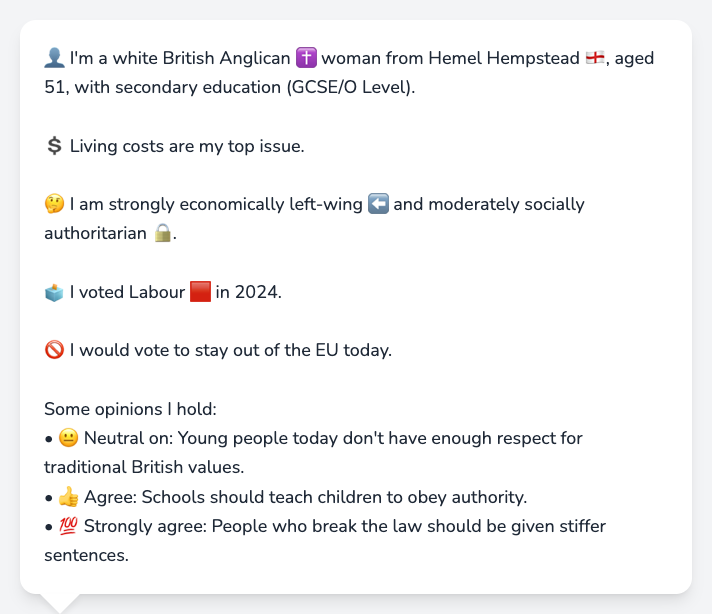 👤 I'm a white British Anglican ✝️ woman from Hemel Hempstead 🏴󠁧󠁢󠁥󠁮󠁧󠁿, aged
51, with secondary education (GCSE/O Level).
💲 Living costs are my top issue.
🤔 I am strongly economically left-wing ⬅️ and moderately socially
authoritarian 🔒.
🗳️ I voted Labour 🟥 in 2024.
🚫 I would vote to stay out of the EU today.
Some opinions I hold:
• 😐 Neutral on: Young people today don't have enough respect for
traditional British values.
• 👍 Agree: Schools should teach children to obey authority.
• 💯 Strongly agree: People who break the law should be given stiffer
sentences.